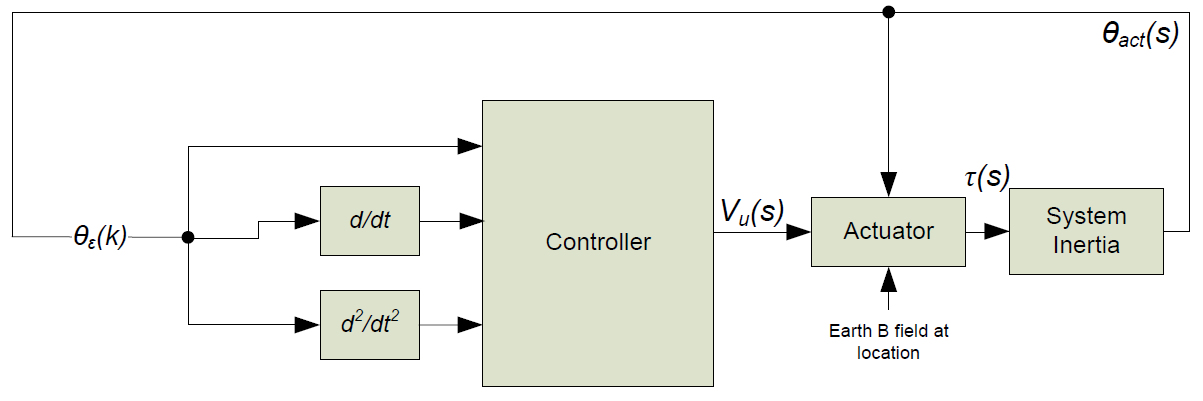 θact(s)
θε(k)
d/dt
d²/dt²
Controller
Vu(s)
Actuator
τ(s)
System
Inertia
Earth B field at
location